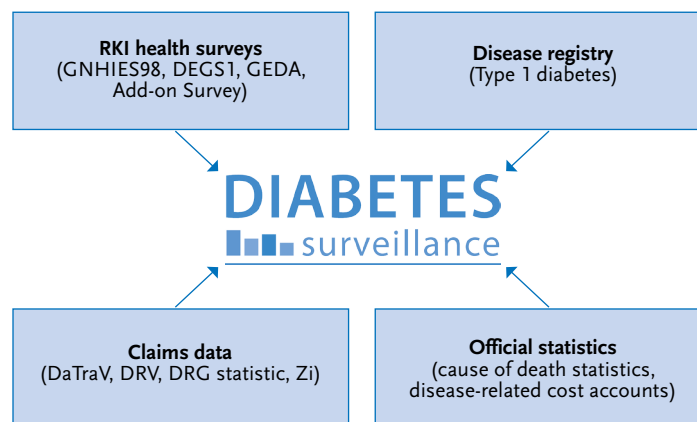 RKI health surveys
(GNHIES98, DEGS1, GEDA,
Add-on Survey)
Disease registry
(Type 1 diabetes)
DIABETES
surveillance
Claims data
(DaTraV, DRV, DRG statistic, Zi)
Official statistics
(cause of death statistics,
disease-related cost accounts)